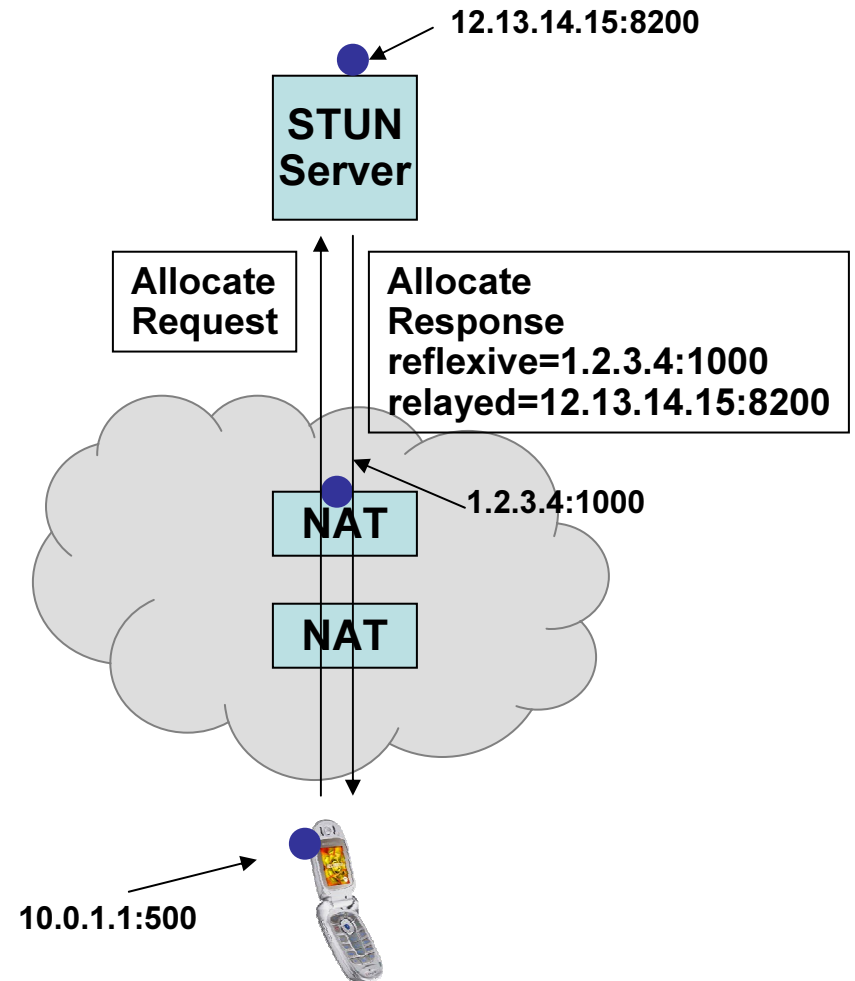 12.13.14.15:8200
STUN
Server
Allocate
Request
Allocate
Response
reflexive=1.2.3.4:1000
relayed=12.13.14.15:8200
1.2.3.4:1000
NAT
NAT
10.0.1.1:500